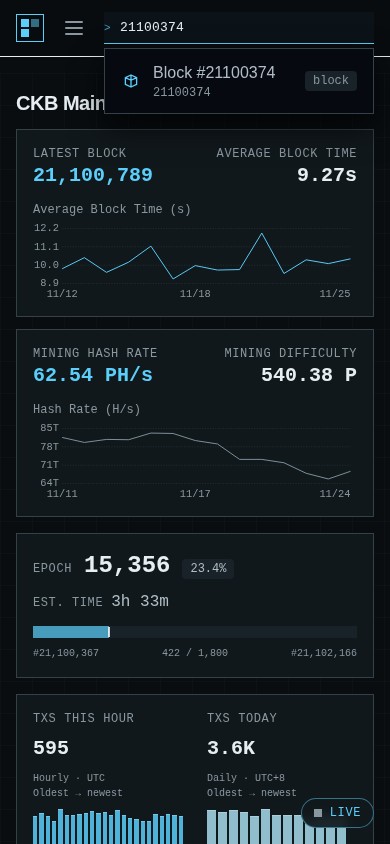 > 21100374
Block #21100374
21100374
block
CKB Main
LATEST BLOCK
AVERAGE BLOCK TIME
21,100,789
9.27s
Average Block Time (s)
12.2
11.1
10.0
8.9
11/12
11/18
11/25
MINING HASH RATE
MINING DIFFICULTY
62.54 PH/s
540.38 P
Hash Rate (H/s)
85T
78T
71T
64T
11/11
11/17
11/24
EPOCH 15,356 23.4%
EST. TIME 3h 33m
#21,100,367
422 / 1,800
#21,102,166
TXS THIS HOUR
595
Hourly · UTC
Oldest → newest
TXS TODAY
3.6K
Daily · UTC+8
Oldest → newest
LIVE